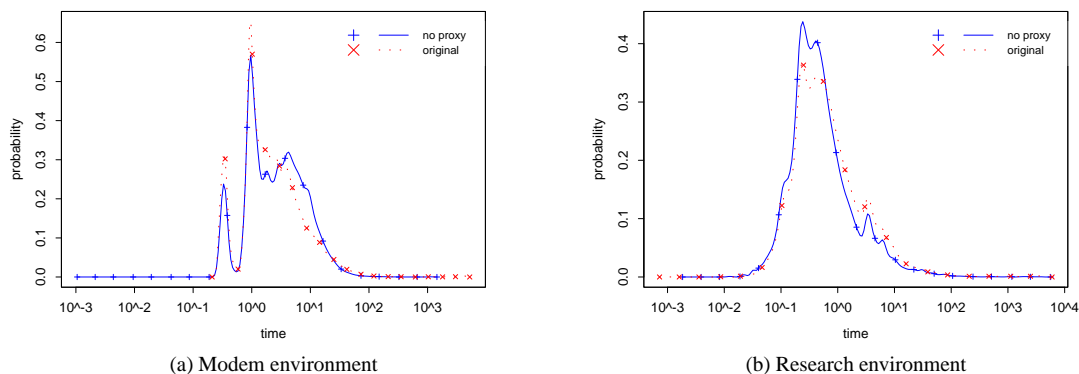 probability
0.0 0.1 0.2 0.3 0.4 0.5 0.6
no proxy
original
10^-3 10^-2 10^-1 10^0 10^1 10^2 10^3
time
(a) Modem environment
probability
0.0 0.1 0.2 0.3 0.4
no proxy
original
10^-3 10^-2 10^-1 10^0 10^1 10^2 10^3 10^4
time
(b) Research environment